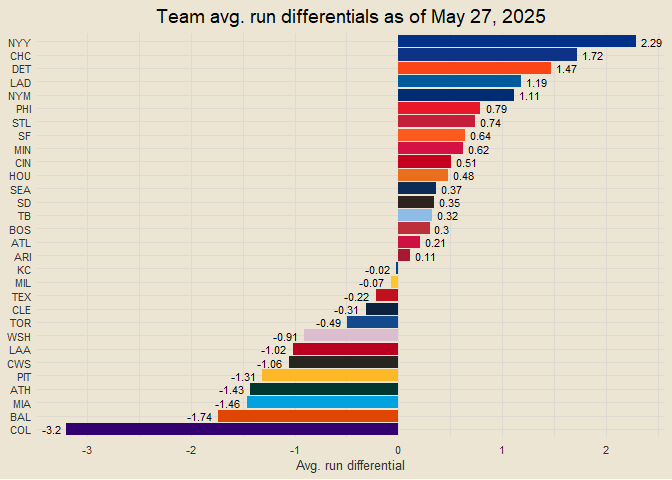 Team avg. run differentials as of May 27, 2025
NYY 2.29
CHC 1.72
DET 1.47
LAD 1.19
NYM 1.11
PHI 0.79
STL 0.74
SF 0.64
MIN 0.62
CIN 0.51
HOU 0.48
SEA 0.37
SD 0.35
TB 0.32
BOS 0.3
ATL 0.21
ARI 0.11
KC -0.02
MIL -0.07
TEX -0.22
CLE -0.31
TOR -0.49
WSH -0.91
LAA -1.02
CWS -1.06
PIT -1.31
ATH -1.43
MIA -1.46
BAL -1.74
COL -3.2
-3 -2 -1 0 1 2
Avg. run differential